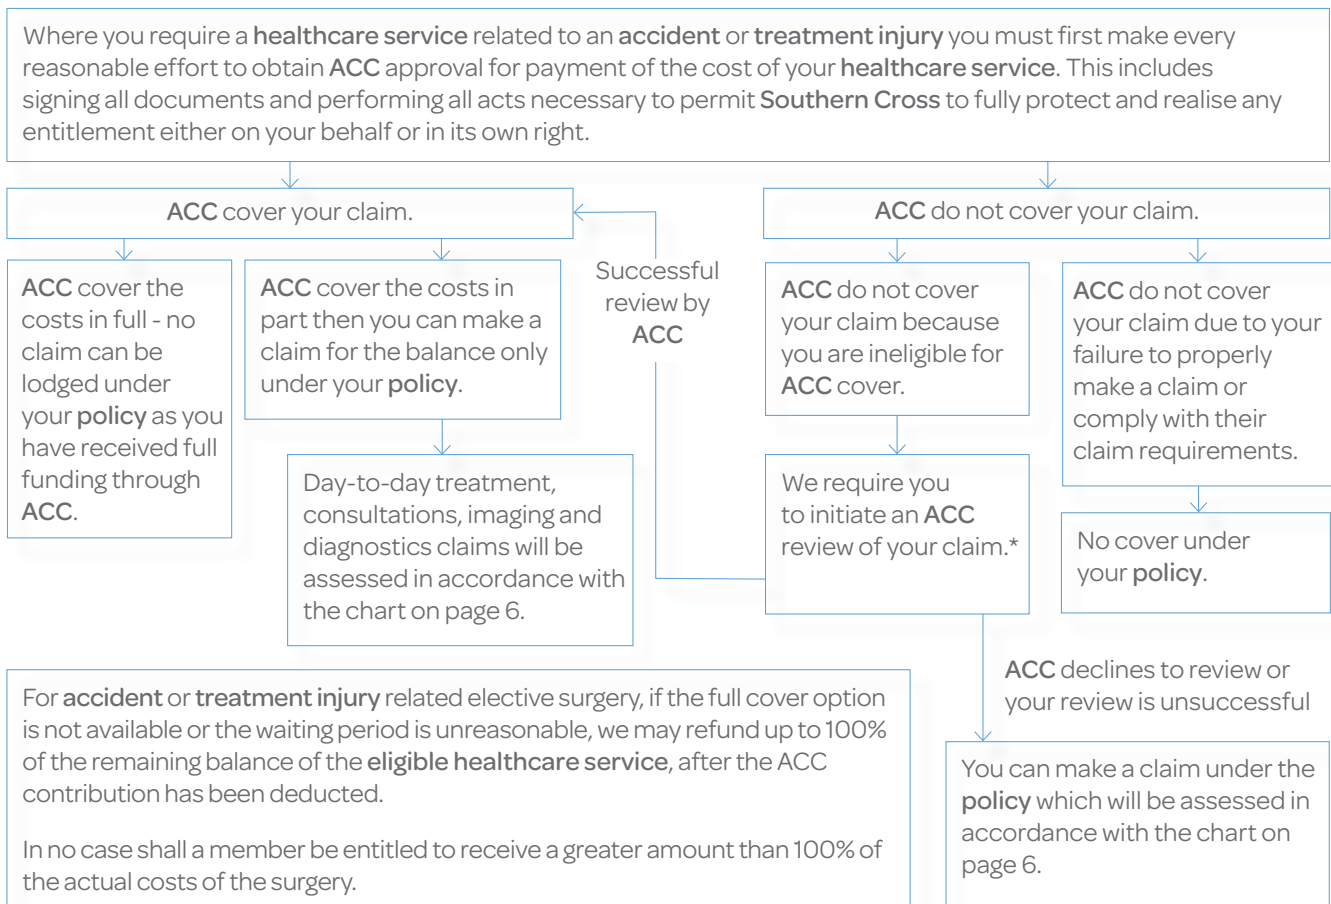 Where you require a healthcare service related to an accident or treatment injury you must first make every
reasonable effort to obtain ACC approval for payment of the cost of your healthcare service. This includes
signing all documents and performing all acts necessary to permit Southern Cross to fully protect and realise any
entitlement either on your behalf or in its own right.
ACC cover your claim.
ACC do not cover your claim.
ACC cover the
costs in full - no
claim can be
lodged under
your policy as you
have received full
funding through
ACC.
ACC cover the costs in
part then you can make a
claim for the balance only
under your policy.
Successful
review by
ACC
ACC do not cover
your claim because
you are ineligible for
ACC cover.
ACC do not cover
your claim due to your
failure to properly
make a claim or
comply with their
claim requirements.
Day-to-day treatment,
consultations, imaging and
diagnostics claims will be
assessed in accordance with
the chart on page 6.
We require you
to initiate an ACC
review of your claim.*
No cover under
your policy.
ACC declines to review or
your review is unsuccessful
For accident or treatment injury related elective surgery, if the full cover option
is not available or the waiting period is unreasonable, we may refund up to 100%
of the remaining balance of the eligible healthcare service, after the ACC
contribution has been deducted.
In no case shall a member be entitled to receive a greater amount than 100% of
the actual costs of the surgery.
You can make a claim under the
policy which will be assessed in
accordance with the chart on
page 6.